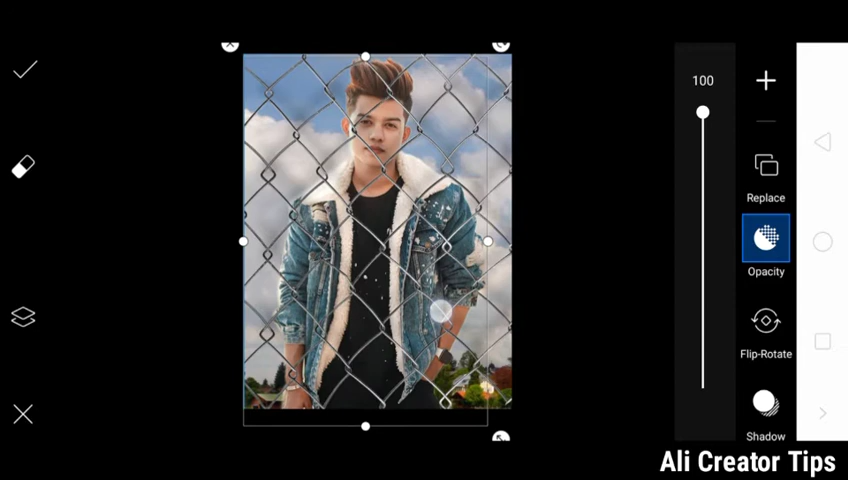 100
Replace
Opacity
Flip-Rotate
Shadow
Ali Creator Tips